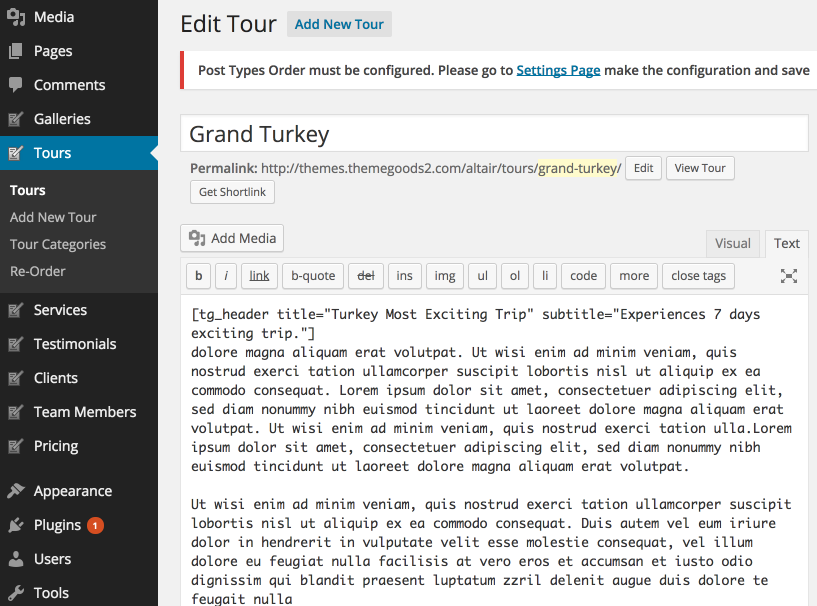 Media
Pages
Comments
Galleries
Tours
Tours
Add New Tour
Tour Categories
Re-Order
Services
Testimonials
Clients
Team Members
Pricing
Appearance
Plugins 1
Users
Tools
Edit Tour Add New Tour
Post Types Order must be configured. Please go to Settings Page make the configuration and save
Grand Turkey
Permalink: http://themes.themegoods2.com/altair/tours/grand-turkey/ Edit View Tour
Get Shortlink
Add Media Visual Text
b i link b-quote del ins img ul ol li code more close tags
[tg_header title="Turkey Most Exciting Trip" subtitle="Experiences 7 days
exciting trip."]
dolore magna aliquam erat volutpat. Ut wisi enim ad minim veniam, quis
nostrud exerci tation ullamcorper suscipit lobortis nisl ut aliquip ex ea
commodo consequat. Lorem ipsum dolor sit amet, consectetuer adipiscing elit,
sed diam nonummy nibh euismod tincidunt ut laoreet dolore magna aliquam erat
volutpat. Ut wisi enim ad minim veniam, quis nostrud exerci tation ulla.Lorem
ipsum dolor sit amet, consectetuer adipiscing elit, sed diam nonummy nibh
euismod tincidunt ut laoreet dolore magna aliquam erat volutpat.
Ut wisi enim ad minim veniam, quis nostrud exerci tation ullamcorper suscipit
lobortis nisl ut aliquip ex ea commodo consequat. Duis autem vel eum iriure
dolor in hendrerit in vulputate velit esse molestie consequat, vel illum
dolore eu feugiat nulla facilisis at vero eros et accumsan et iusto odio
dignissim qui blandit praesent luptatum zzril delenit augue duis dolore te
feugait nulla